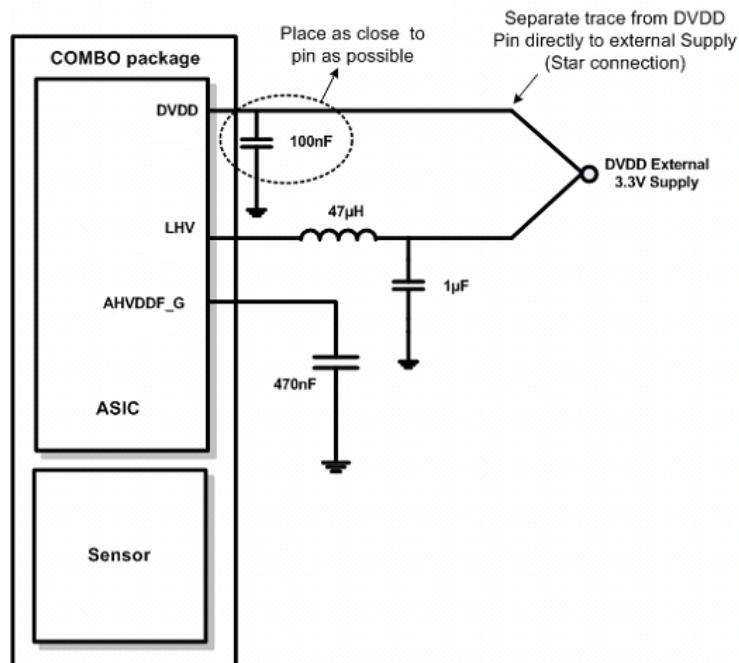 Place as close to
pin as possible
Separate trace from DVDD
Pin directly to external Supply
(Star connection)
COMBO package
DVDD
100nF
DVDD External
3.3V Supply
LHV
47µH
1µF
AHVDDF_G
470nF
ASIC
Sensor